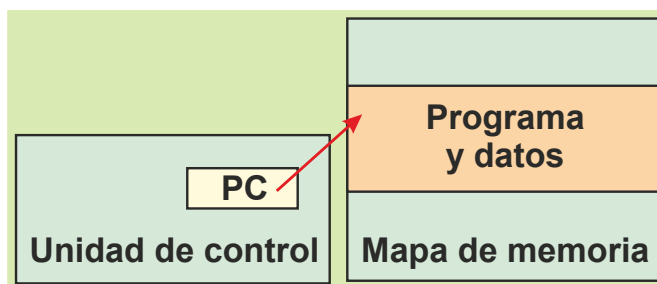 PC
Unidad de control
Programa
y datos
Mapa de memoria